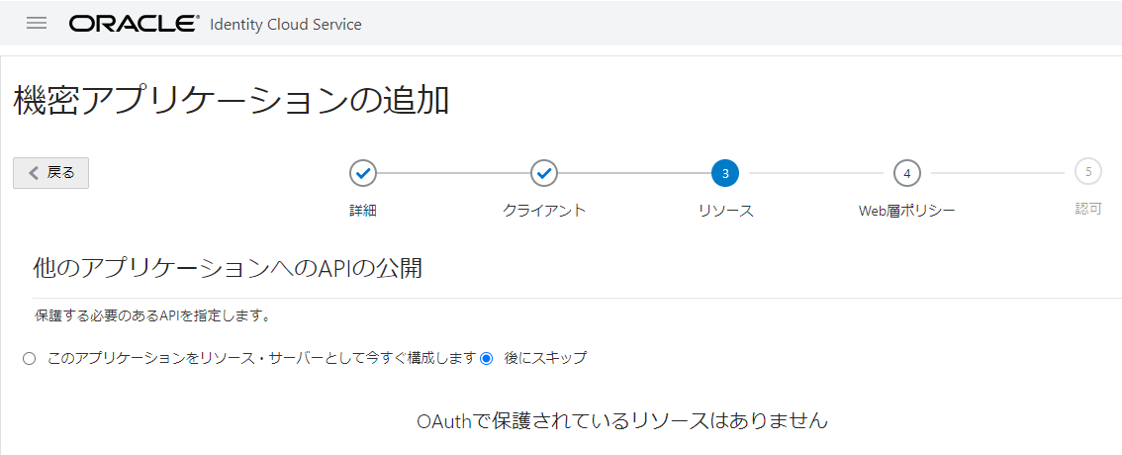 ORACLE® Identity Cloud Service
機密アプリケーションの追加
戻る
3 4 5
詳細 クライアント リソース Web層ポリシー 認可
他のアプリケーションへのAPIの公開
保護する必要のあるAPIを指定します。
このアプリケーションをリソース・サーバーとして今すぐ構成します 後にスキップ
OAuthで保護されているリソースはありません